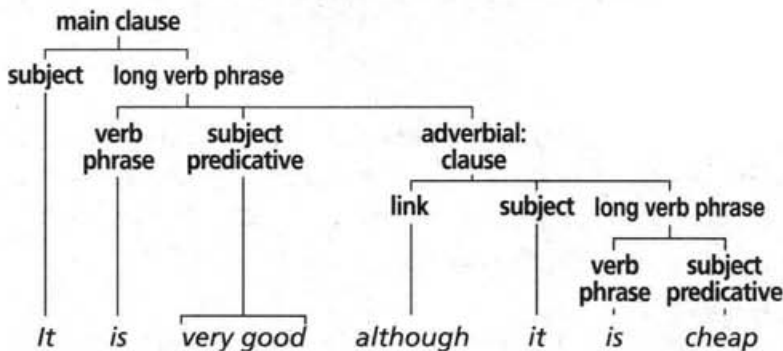 main clause
subject long verb phrase
verb phrase subject predicative adverbial: clause
link subject long verb phrase
verb phrase subject predicative
It is very good although it is cheap